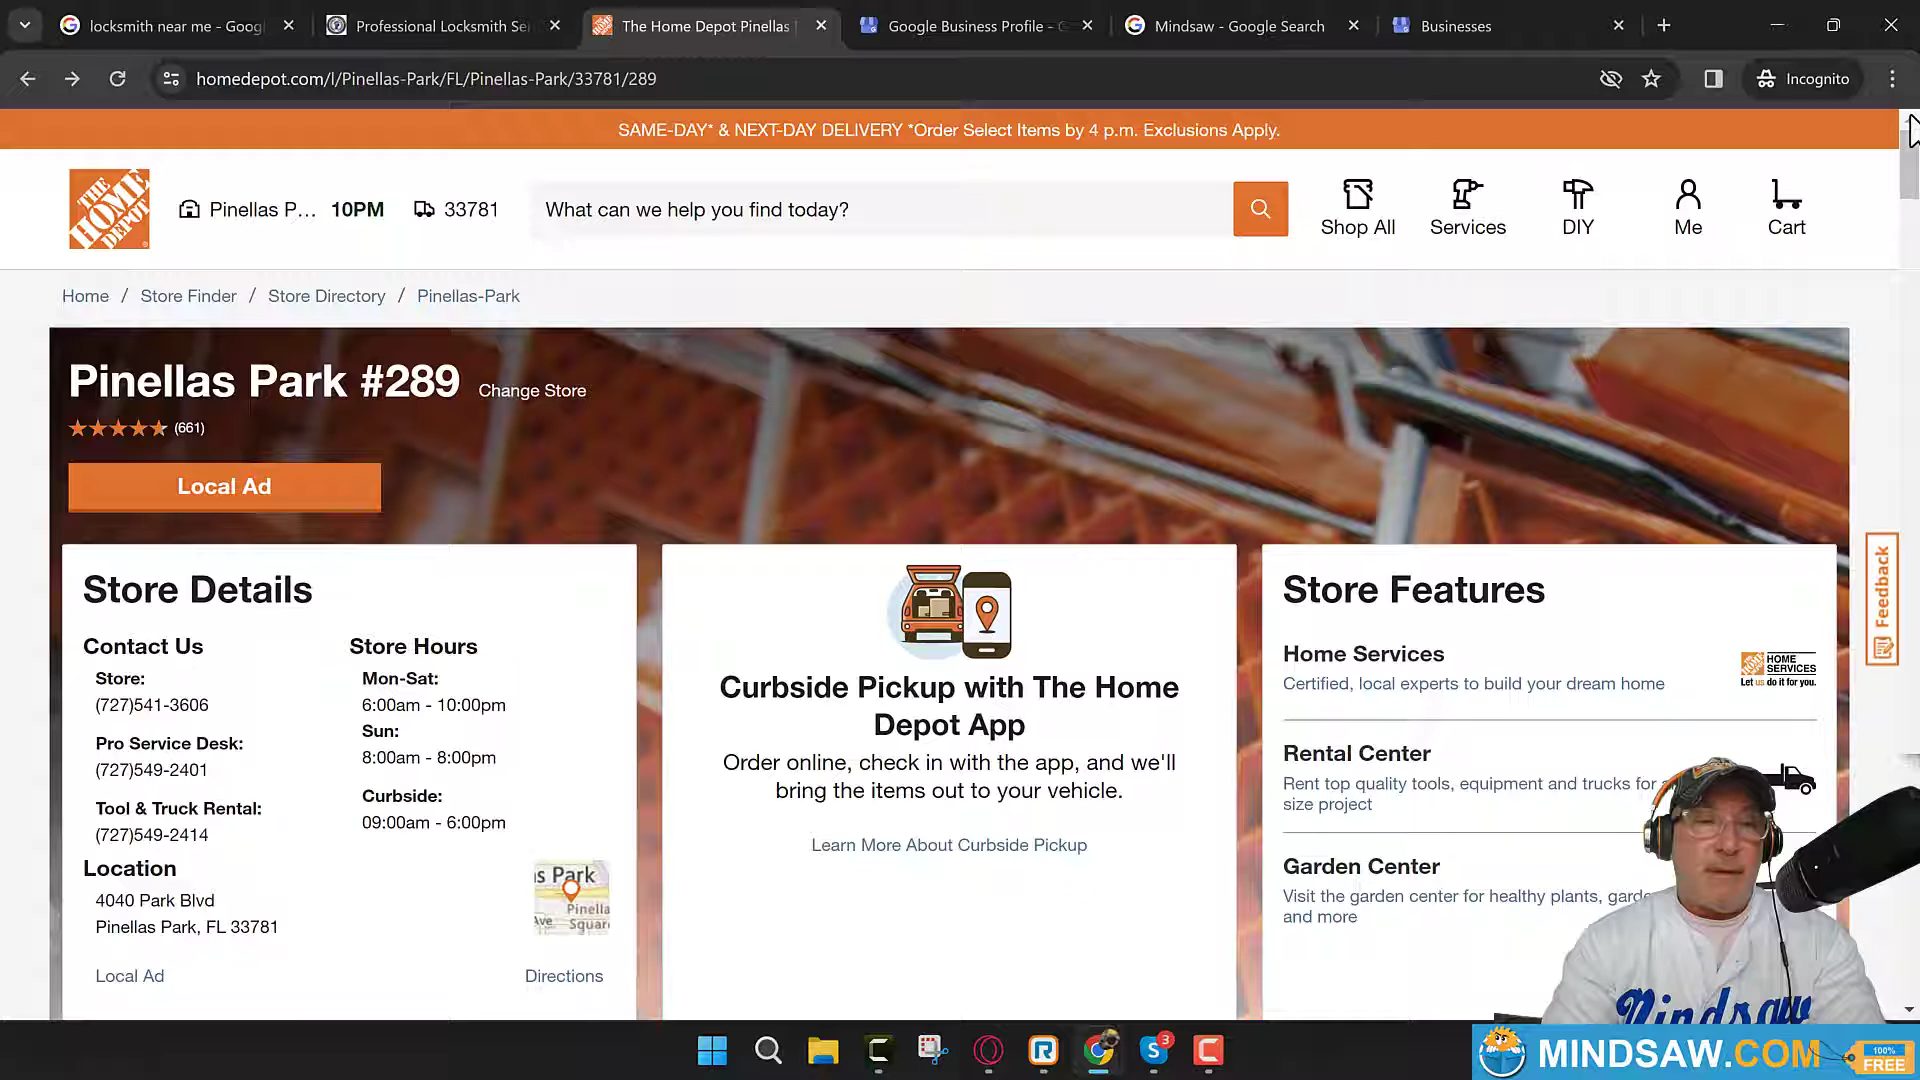 locksmith near me - Goog
Professional Locksmith Se
The Home Depot Pinellas
Google Business Profile -
Mindsaw - Google Search
Businesses
homedepot.com/l/Pinellas-Park/FL/Pinellas-Park/33781/289
Incognito
SAME-DAY* & NEXT-DAY DELIVERY *Order Select Items by 4 p.m. Exclusions Apply.
THE HOME DEPOT
Pinellas P... 10PM
33781
What can we help you find today?
Shop All
Services
DIY
Me
Cart
Home / Store Finder / Store Directory / Pinellas-Park
Pinellas Park #289
Change Store
(661)
Local Ad
Store Details
Contact Us
Store:
(727)541-3606
Pro Service Desk:
(727)549-2401
Tool & Truck Rental:
(727)549-2414
Store Hours
Mon-Sat:
6:00am - 10:00pm
Sun:
8:00am - 8:00pm
Curbside:
09:00am - 6:00pm
Location
4040 Park Blvd
Pinellas Park, FL 33781
s Park
Pinella
Squar
Ave
Local Ad
Directions
Curbside Pickup with The Home
Depot App
Order online, check in with the app, and we'll
bring the items out to your vehicle.
Learn More About Curbside Pickup
Store Features
Home Services
Certified, local experts to build your dream home
HOME
SERVICES
Let us do it for you.
Rental Center
Rent top quality tools, equipment and trucks for
size project
Garden Center
Visit the garden center for healthy plants, garde
and more
Feedback
Mindsaw
3
MINDSAW.COM
100%
FREE